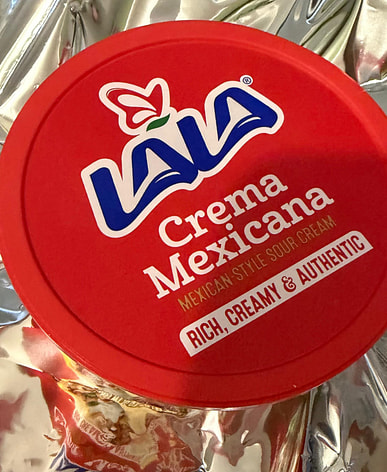 LALA®
Crema
Mexicana
MEXICAN-STYLE SOUR CREAM
RICH, CREAMY & AUTHENTIC